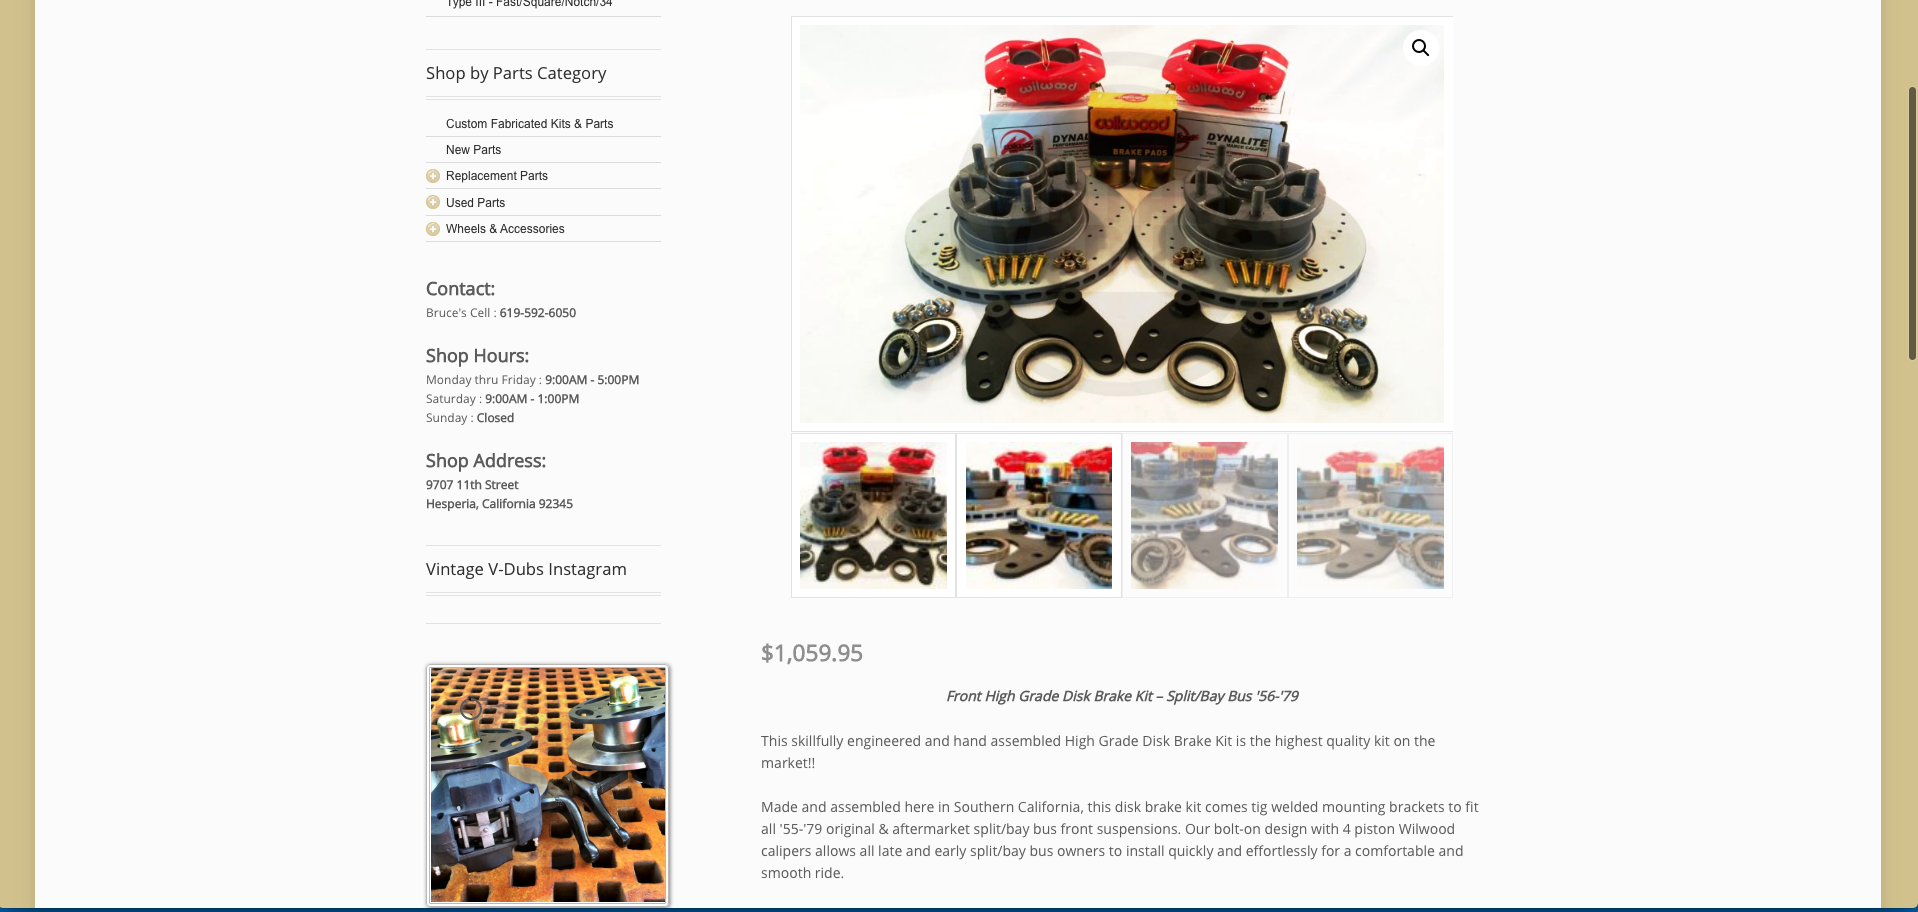 Type III - Fast/Square/Notch/34
Shop by Parts Category
Custom Fabricated Kits & Parts
New Parts
Replacement Parts
Used Parts
Wheels & Accessories
Contact:
Bruce's Cell : 619-592-6050
Shop Hours:
Monday thru Friday : 9:00AM - 5:00PM
Saturday : 9:00AM - 1:00PM
Sunday : Closed
Shop Address:
9707 11th Street
Hesperia, California 92345
Vintage V-Dubs Instagram
wilwood
wilwood
wilwood
BRAKE PADS
DYNALITE
$1,059.95
Front High Grade Disk Brake Kit – Split/Bay Bus '56-'79
This skillfully engineered and hand assembled High Grade Disk Brake Kit is the highest quality kit on the
market!!
Made and assembled here in Southern California, this disk brake kit comes tig welded mounting brackets to fit
all '55-'79 original & aftermarket split/bay bus front suspensions. Our bolt-on design with 4 piston Wilwood
calipers allows all late and early split/bay bus owners to install quickly and effortlessly for a comfortable and
smooth ride.